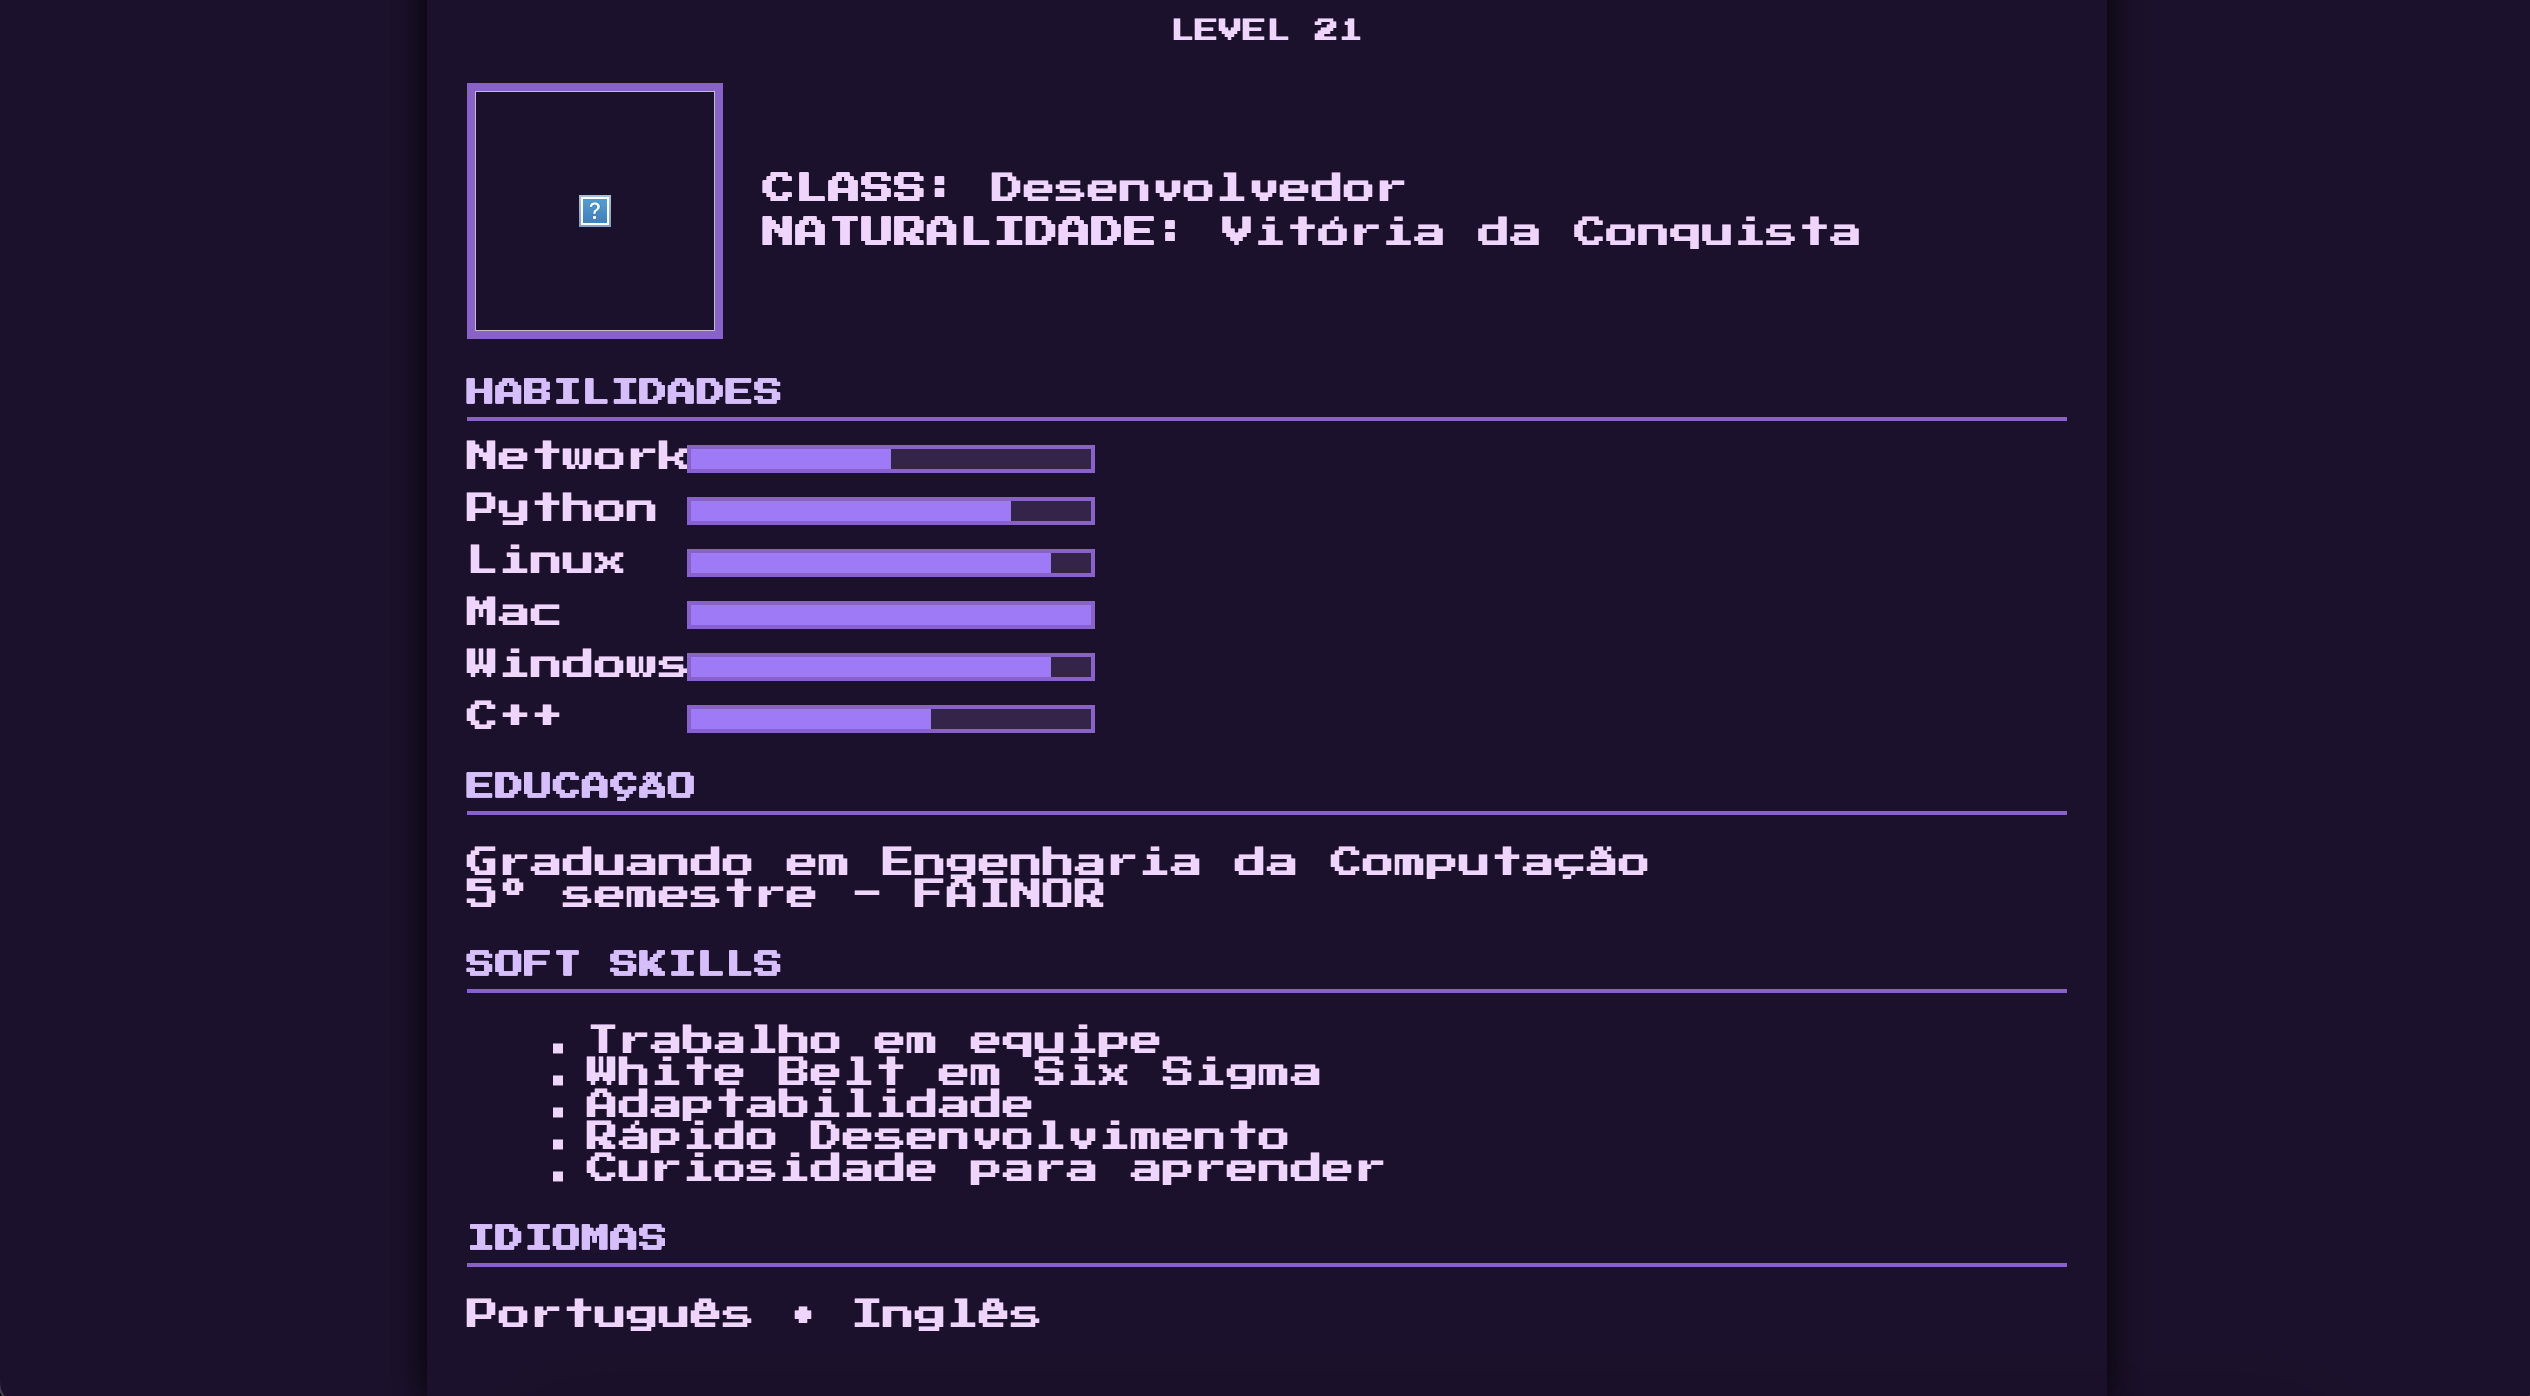 LEVEL 21
?
CLASS: Desenvolvedor
NATURALIDADE: Vitória da Conquista
HABILIDADES
Network
Python
Linux
Mac
Windows
C++
EDUCAÇÃO
Graduando em Engenharia da Computação
5º semestre - FAINOR
SOFT SKILLS
. Trabalho em equipe
. White Belt em Six Sigma
. Adaptabilidade
. Rápido Desenvolvimento
. Curiosidade para aprender
IDIOMAS
Português • Inglês